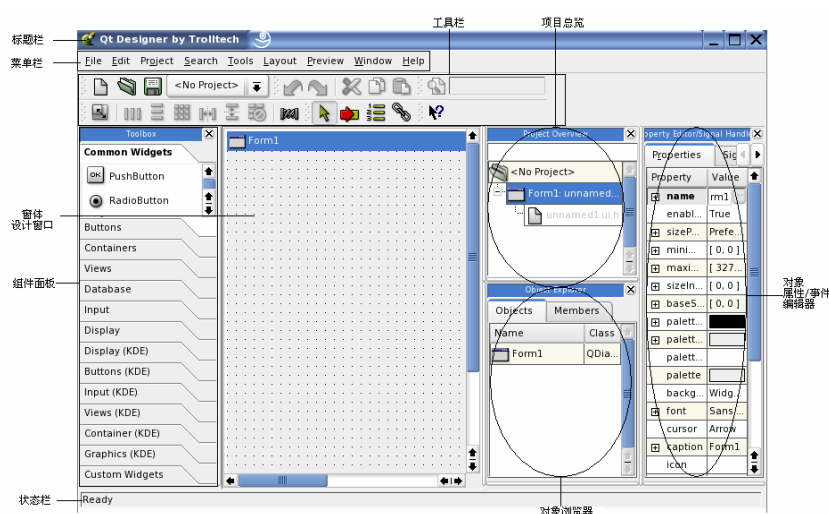 工具栏
项目总览
标题栏
Qt Designer by Trolltech
菜单栏
File Edit Project Search Tools Layout Preview Window Help
<No Project>
Toolbox
Common Widgets
OK PushButton
RadioButton
Buttons
Containers
Views
Database
Input
Display
Display (KDE)
Buttons (KDE)
Input (KDE)
Views (KDE)
Container (KDE)
Graphics (KDE)
Custom Widgets
窗体
设计窗口
组件面板
Form1
Project Overview
<No Project>
Form1: unnamed...
unnamed1.ui.h
Object Explorer
Objects Members
Name Class
Form1 QDia...
Property Editor/Signal Handle
Properties Sig
Property Value
name rm1
enabl... True
sizeP... Prefe...
mini... [ 0, 0 ]
maxi... [ 327...
sizeIn... [ 0, 0 ]
baseS... [ 0, 0 ]
palett...
palett...
palett...
palette
backg... Widg...
font Sans...
cursor Arrow
caption Form1
icon
对象
属性/事件
编辑器
状态栏
Ready
对象浏览器